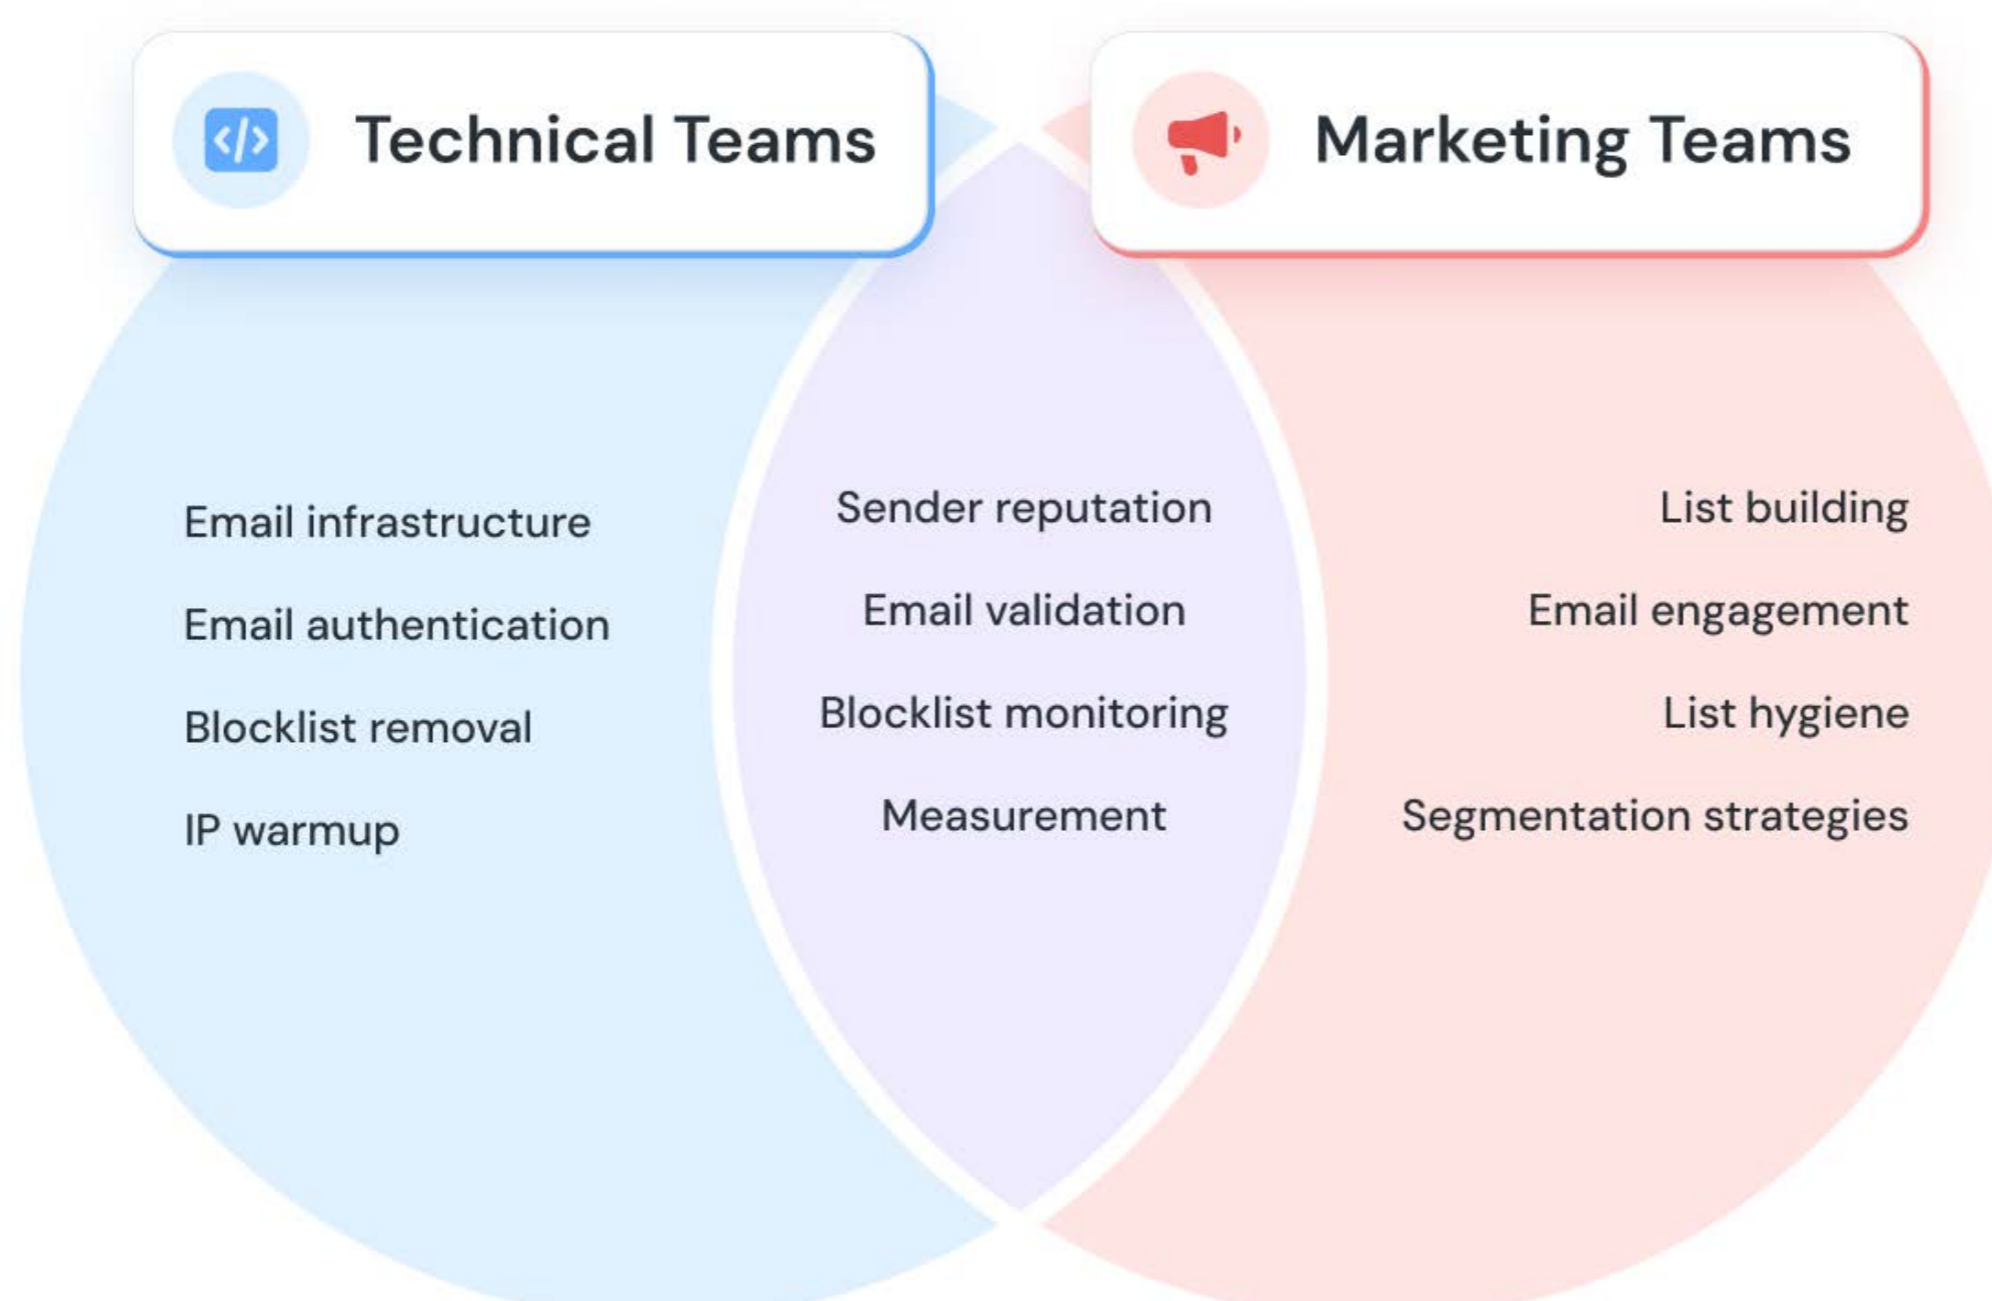 Technical Teams
Marketing Teams
Email infrastructure
Email authentication
Blocklist removal
IP warmup
Sender reputation
Email validation
Blocklist monitoring
Measurement
List building
Email engagement
List hygiene
Segmentation strategies